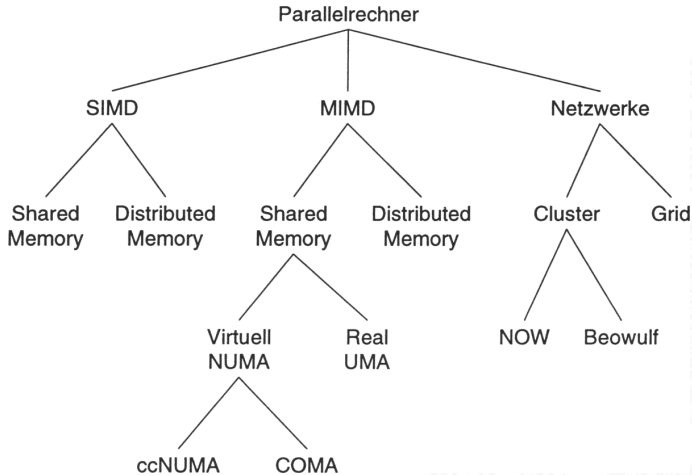 Parallelrechner
SIMD MIMD Netzwerke
Shared Distributed Shared Distributed Cluster Grid
Memory Memory Memory Memory
Virtuell Real NOW Beowulf
NUMA UMA
ccNUMA COMA